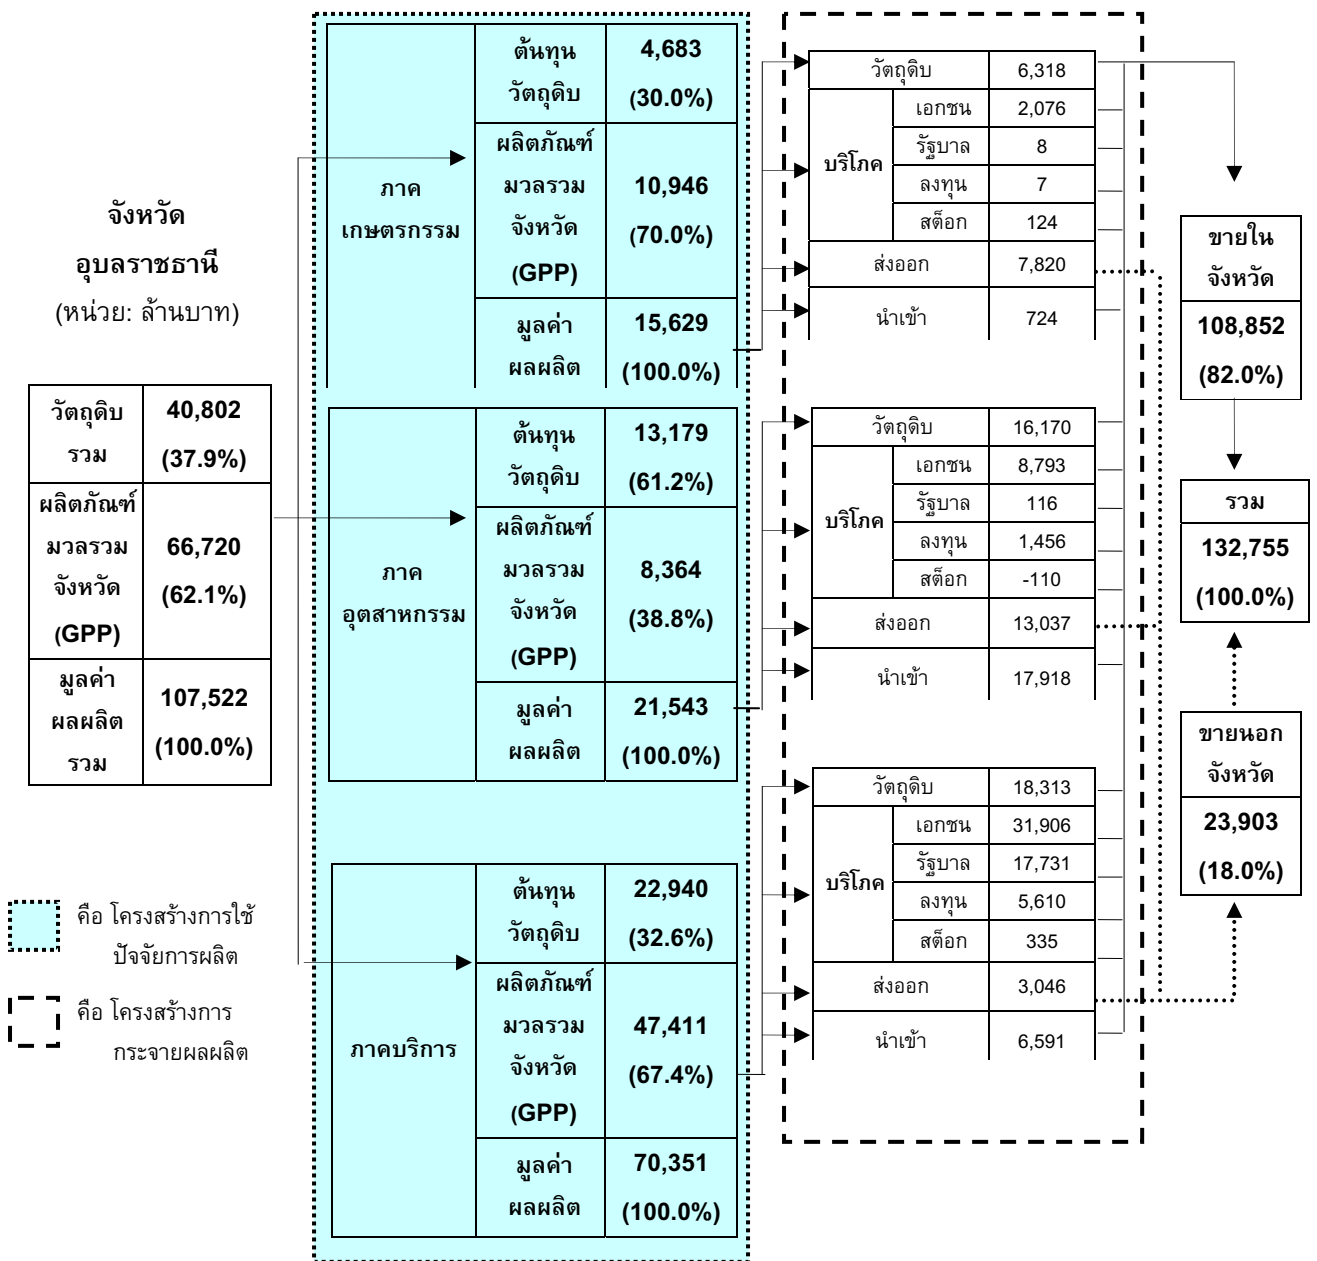 จังหวัด
อุบลราชธานี
(หน่วย: ล้านบาท)
วัตถุดิบ
รวม
40,802
(37.9%)
ผลิตภัณฑ์
มวลรวม
จังหวัด
(GPP)
66,720
(62.1%)
มูลค่า
ผลผลิต
รวม
107,522
(100.0%)
คือ โครงสร้างการใช้
ปัจจัยการผลิต
คือ โครงสร้างการ
กระจายผลผลิต
ภาค
เกษตรกรรม
ต้นทุน
วัตถุดิบ
4,683
(30.0%)
ผลิตภัณฑ์
มวลรวม
จังหวัด
(GPP)
10,946
(70.0%)
มูลค่า
ผลผลิต
15,629
(100.0%)
ภาค
อุตสาหกรรม
ต้นทุน
วัตถุดิบ
13,179
(61.2%)
ผลิตภัณฑ์
มวลรวม
จังหวัด
(GPP)
8,364
(38.8%)
มูลค่า
ผลผลิต
21,543
(100.0%)
ภาคบริการ
ต้นทุน
วัตถุดิบ
22,940
(32.6%)
ผลิตภัณฑ์
มวลรวม
จังหวัด
(GPP)
47,411
(67.4%)
มูลค่า
ผลผลิต
70,351
(100.0%)
วัตถุดิบ 6,318
บริโภค
เอกชน 2,076
รัฐบาล 8
ลงทุน 7
สต็อก 124
ส่งออก 7,820
นำเข้า 724
วัตถุดิบ 16,170
บริโภค
เอกชน 8,793
รัฐบาล 116
ลงทุน 1,456
สต็อก -110
ส่งออก 13,037
นำเข้า 17,918
วัตถุดิบ 18,313
บริโภค
เอกชน 31,906
รัฐบาล 17,731
ลงทุน 5,610
สต็อก 335
ส่งออก 3,046
นำเข้า 6,591
ขายใน
จังหวัด
108,852
(82.0%)
รวม
132,755
(100.0%)
ขายนอก
จังหวัด
23,903
(18.0%)